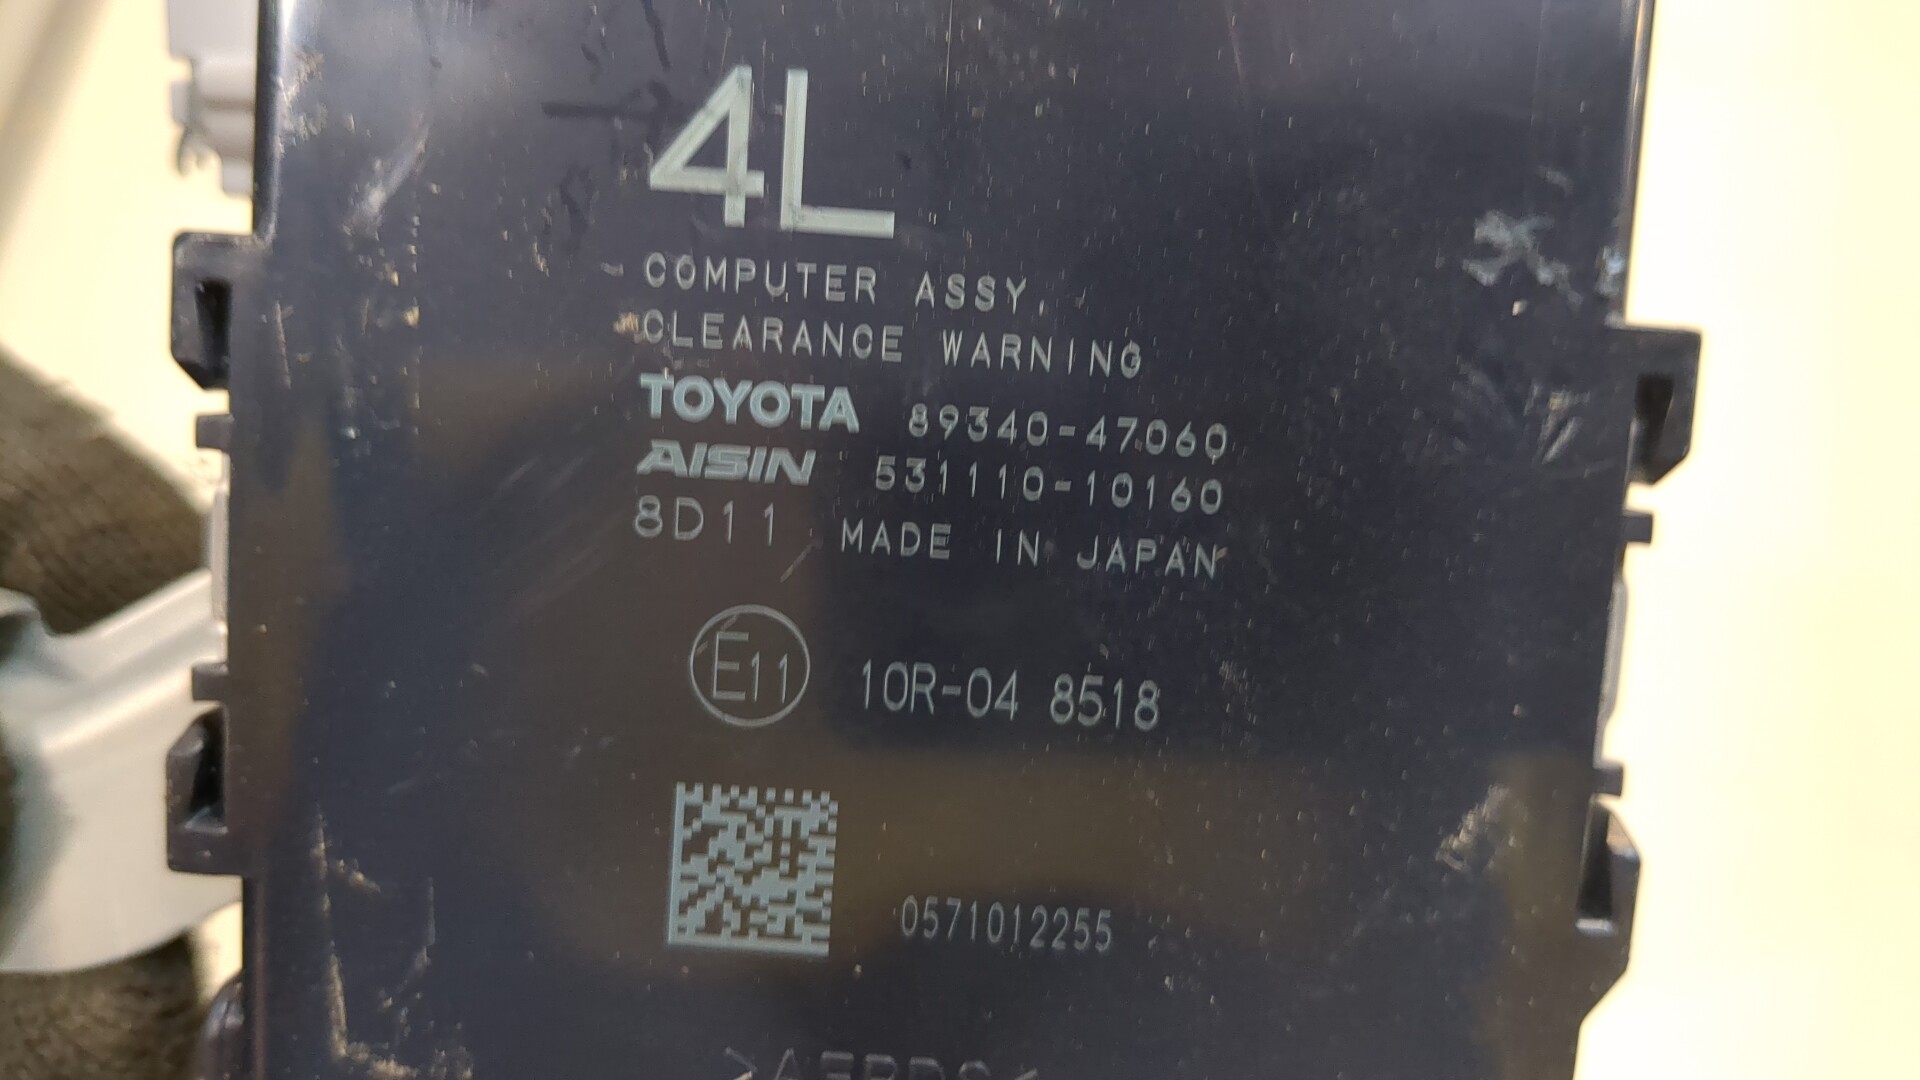 4L
COMPUTER ASSY,
CLEARANCE WARNING
TOYOTA 89340-47060
AISIN 531110-10160
8D11 MADE IN JAPAN
E11 10R-04 8518
0571012255